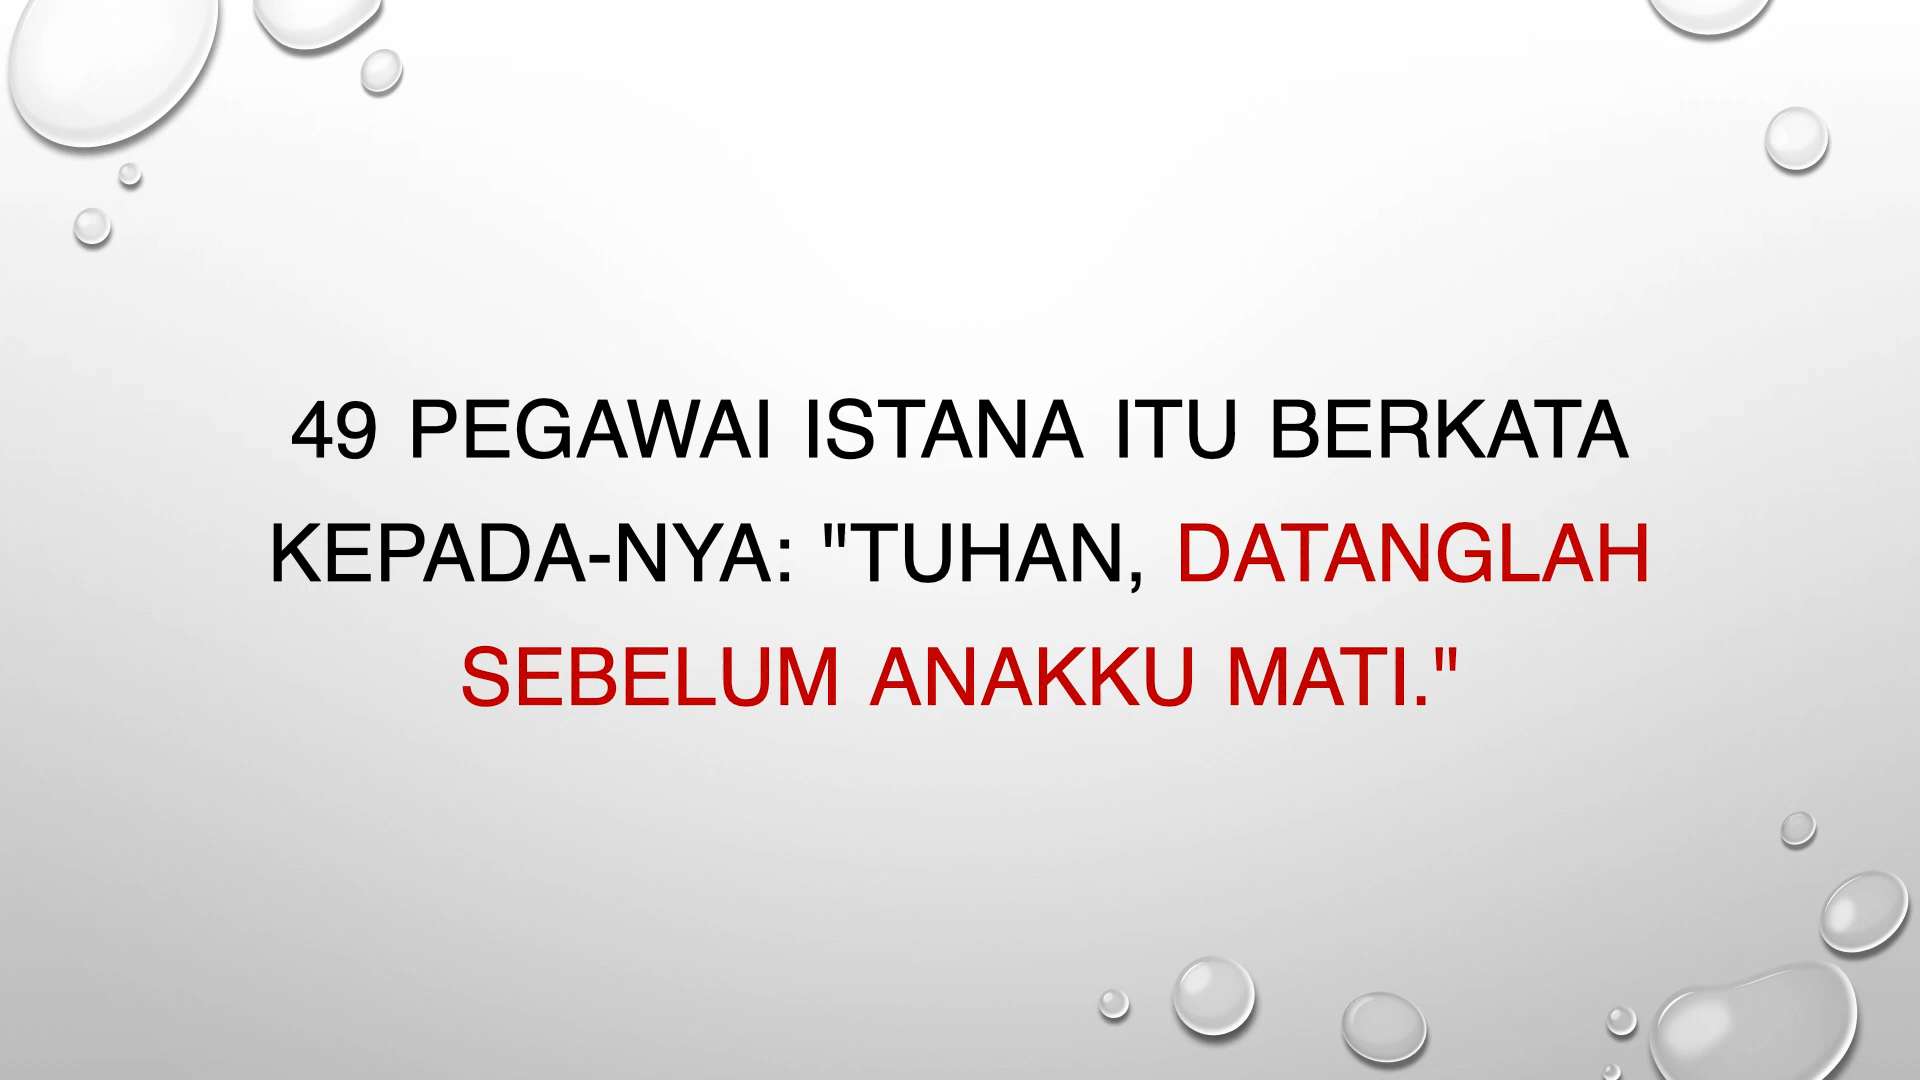 49 PEGAWAI ISTANA ITU BERKATA
KEPADA-NYA: "TUHAN, DATANGLAH
SEBELUM ANAKKU MATI."